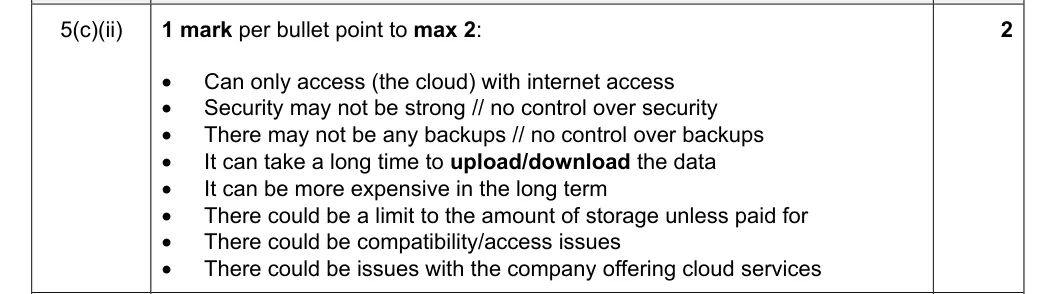 5(c)(ii) 1 mark per bullet point to max 2: 2
• Can only access (the cloud) with internet access
• Security may not be strong // no control over security
• There may not be any backups // no control over backups
• It can take a long time to upload/download the data
• It can be more expensive in the long term
• There could be a limit to the amount of storage unless paid for
• There could be compatibility/access issues
• There could be issues with the company offering cloud services